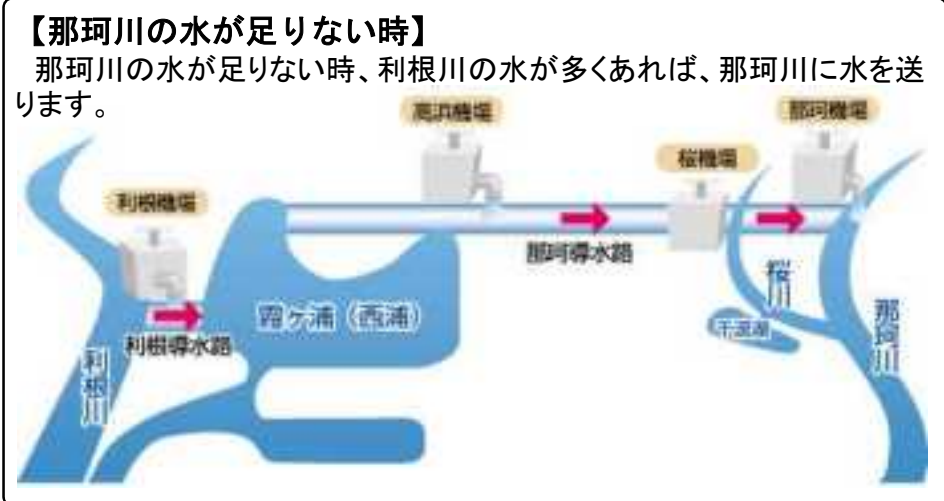 【那珂川の水が足りない時】
那珂川の水が足りない時、利根川の水が多くあれば、那珂川に水を送
ります。
高浜機場
那珂機場
桜機場
利根機場
那珂導水路
桜川
霞ヶ浦（西浦）
千波湖
那珂川
利根導水路
利根川